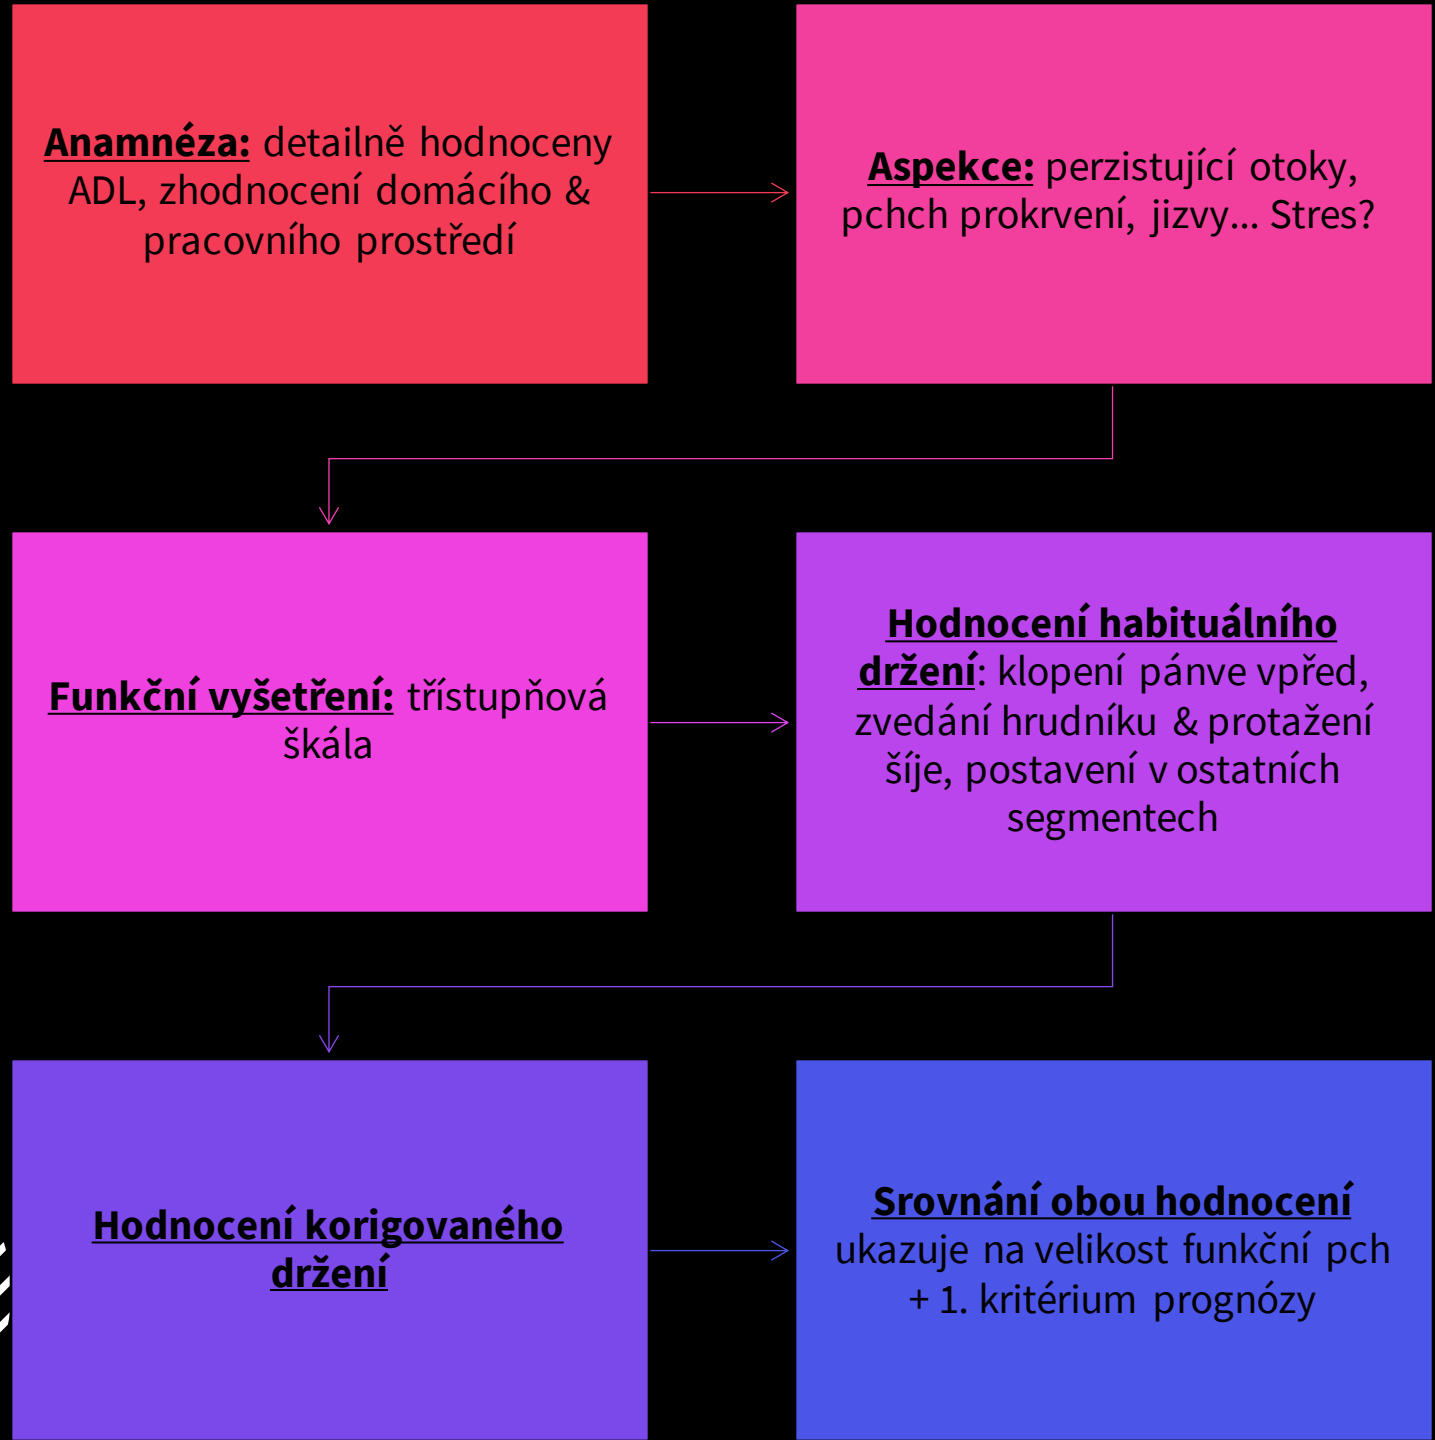 Anamnéza: detailně hodnoceny
ADL, zhodnocení domácího &
pracovního prostředí
Aspekce: perzistující otoky,
pchch prokrvení, jizvy... Stres?
Funkční vyšetření: třístupňová
škála
Hodnocení habituálního
držení: klopení pánve vpřed,
zvedání hrudníku & protažení
šíje, postavení v ostatních
segmentech
Hodnocení korigovaného
držení
Srovnání obou hodnocení
ukazuje na velikost funkční pch
+ 1. kritérium prognózy